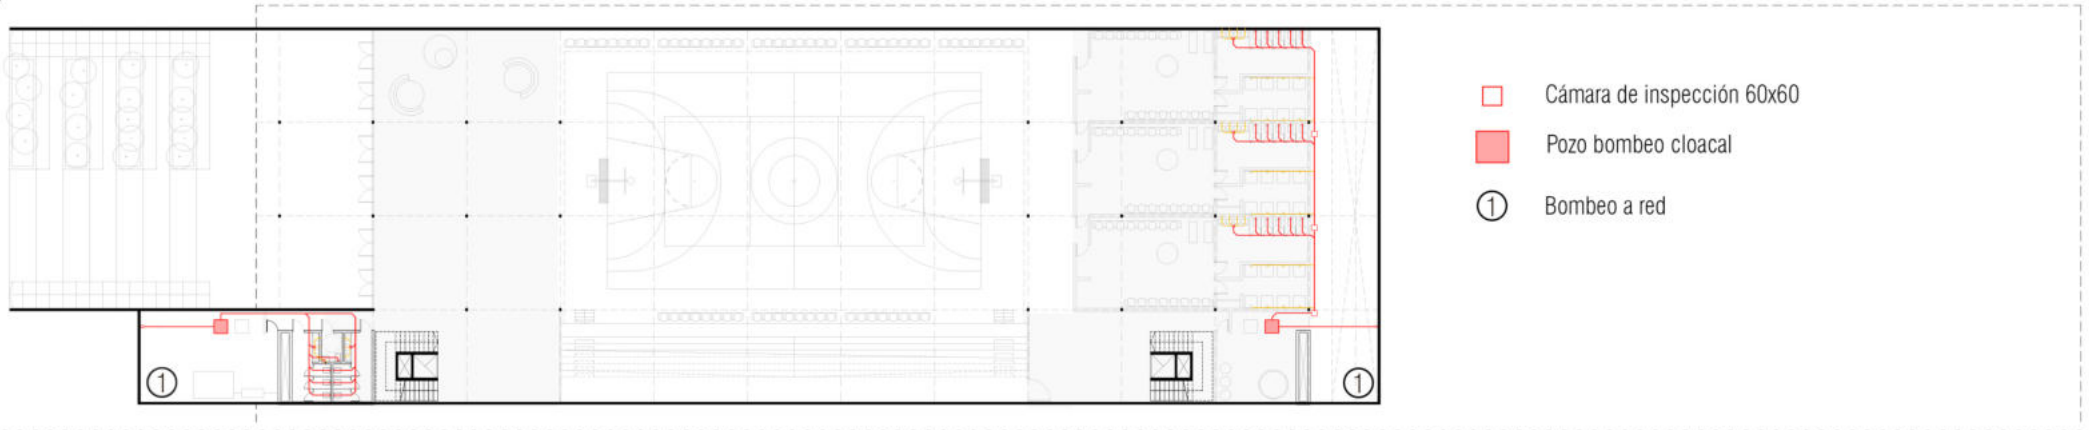 Cámara de inspección 60x60
Pozo bombeo cloacal
1 Bombeo a red
1
1